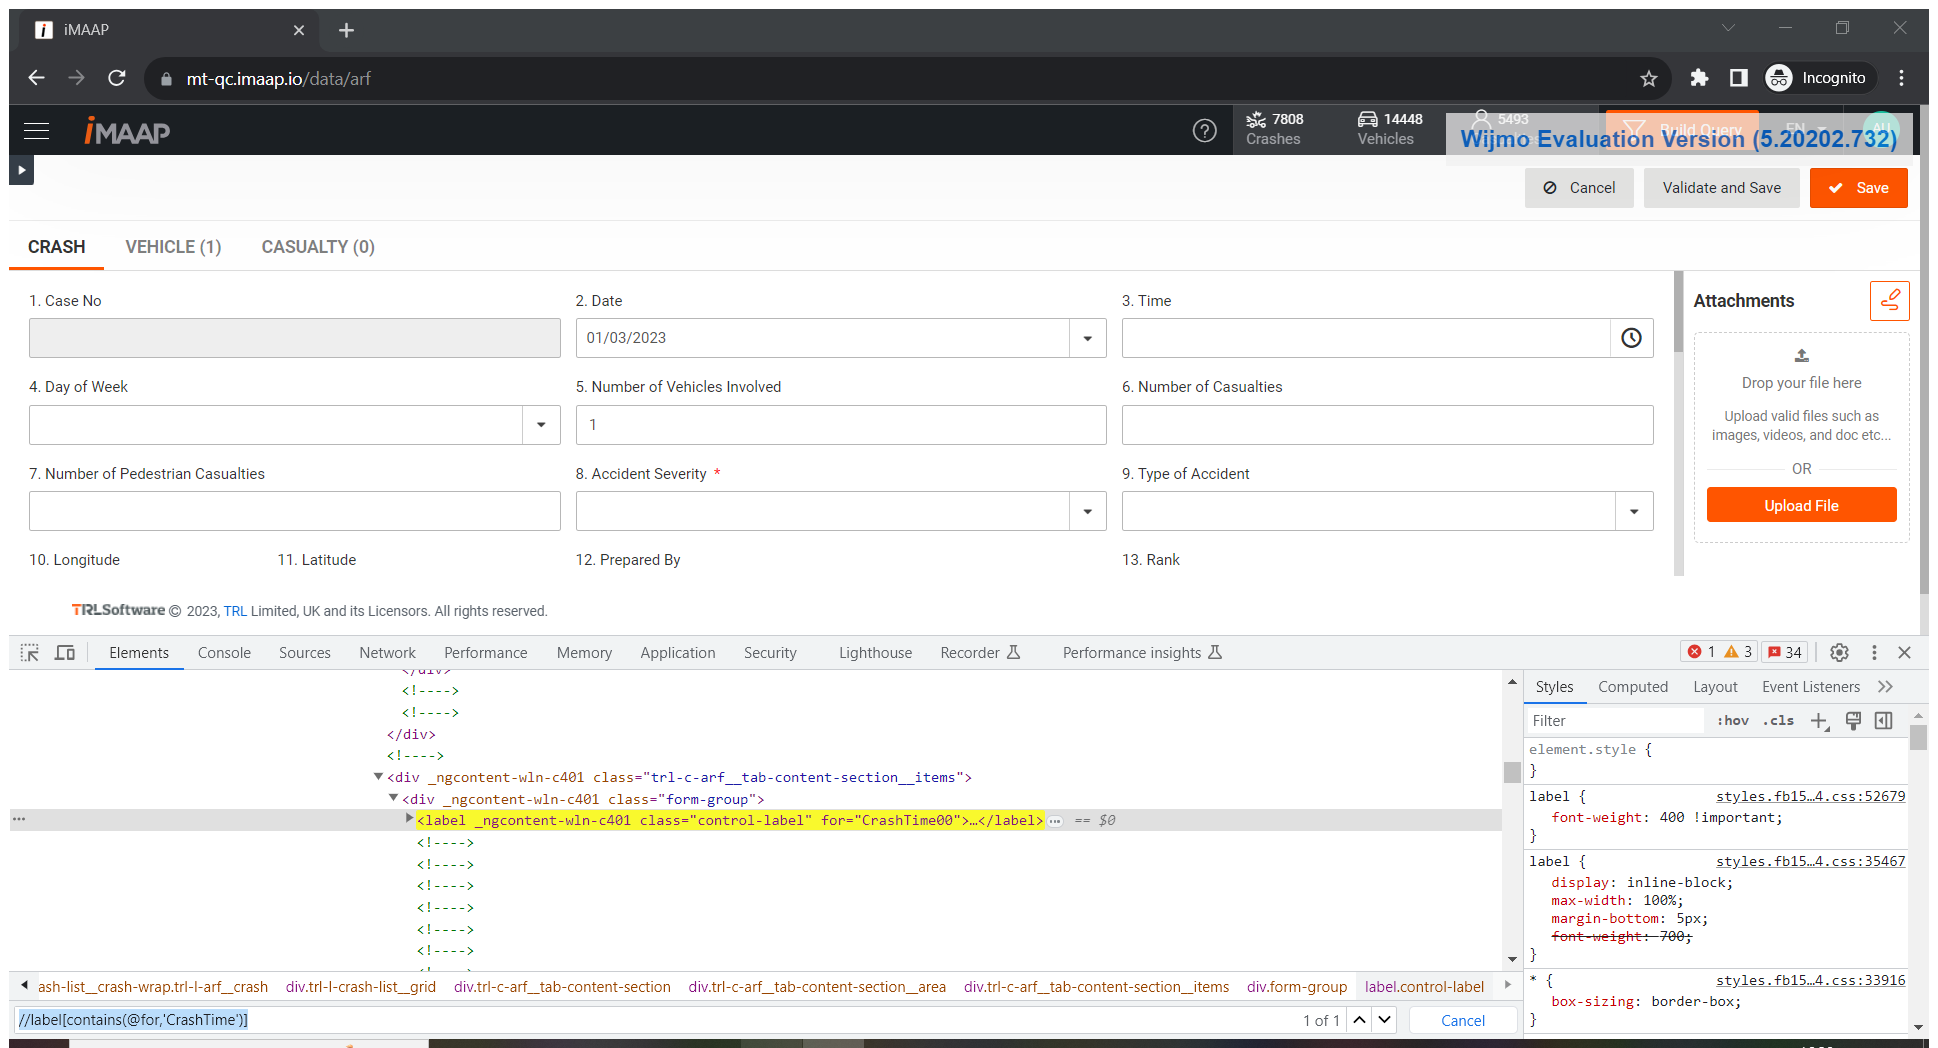 iMAAP
mt-qc.imaap.io/data/arf
Incognito
iMAAP
7808
Crashes
14448
Vehicles
5493
Build Query
EN
AU
Wijmo Evaluation Version (5.20202.732)
Cancel
Validate and Save
Save
CRASH
VEHICLE (1)
CASUALTY (0)
1. Case No
2. Date
3. Time
01/03/2023
4. Day of Week
5. Number of Vehicles Involved
6. Number of Casualties
1
7. Number of Pedestrian Casualties
8. Accident Severity *
9. Type of Accident
10. Longitude
11. Latitude
12. Prepared By
13. Rank
Attachments
Drop your file here
Upload valid files such as
images, videos, and doc etc...
OR
Upload File
TRLSoftware © 2023, TRL Limited, UK and its Licensors. All rights reserved.
Elements
Console
Sources
Network
Performance
Memory
Application
Security
Lighthouse
Recorder
Performance insights
1
3
34
</div>
<!---->
<!---->
</div>
<!---->
<div _ngcontent-wln-c401 class="trl-c-arf__tab-content-section__items">
<div _ngcontent-wln-c401 class="form-group">
<label _ngcontent-wln-c401 class="control-label" for="CrashTime00">…</label> == $0
<!---->
<!---->
<!---->
<!---->
<!---->
<!---->
Styles
Computed
Layout
Event Listeners
Filter
:hov
.cls
element.style {
}
label {
styles.fb15…4.css:52679
font-weight: 400 !important;
}
label {
styles.fb15…4.css:35467
display: inline-block;
max-width: 100%;
margin-bottom: 5px;
font-weight: 700;
}
* {
styles.fb15…4.css:33916
box-sizing: border-box;
}
ash-list__crash-wrap.trl-l-arf__crash
div.trl-l-crash-list__grid
div.trl-c-arf__tab-content-section
div.trl-c-arf__tab-content-section__area
div.trl-c-arf__tab-content-section__items
div.form-group
label.control-label
//label[contains(@for,'CrashTime')]
1 of 1
Cancel